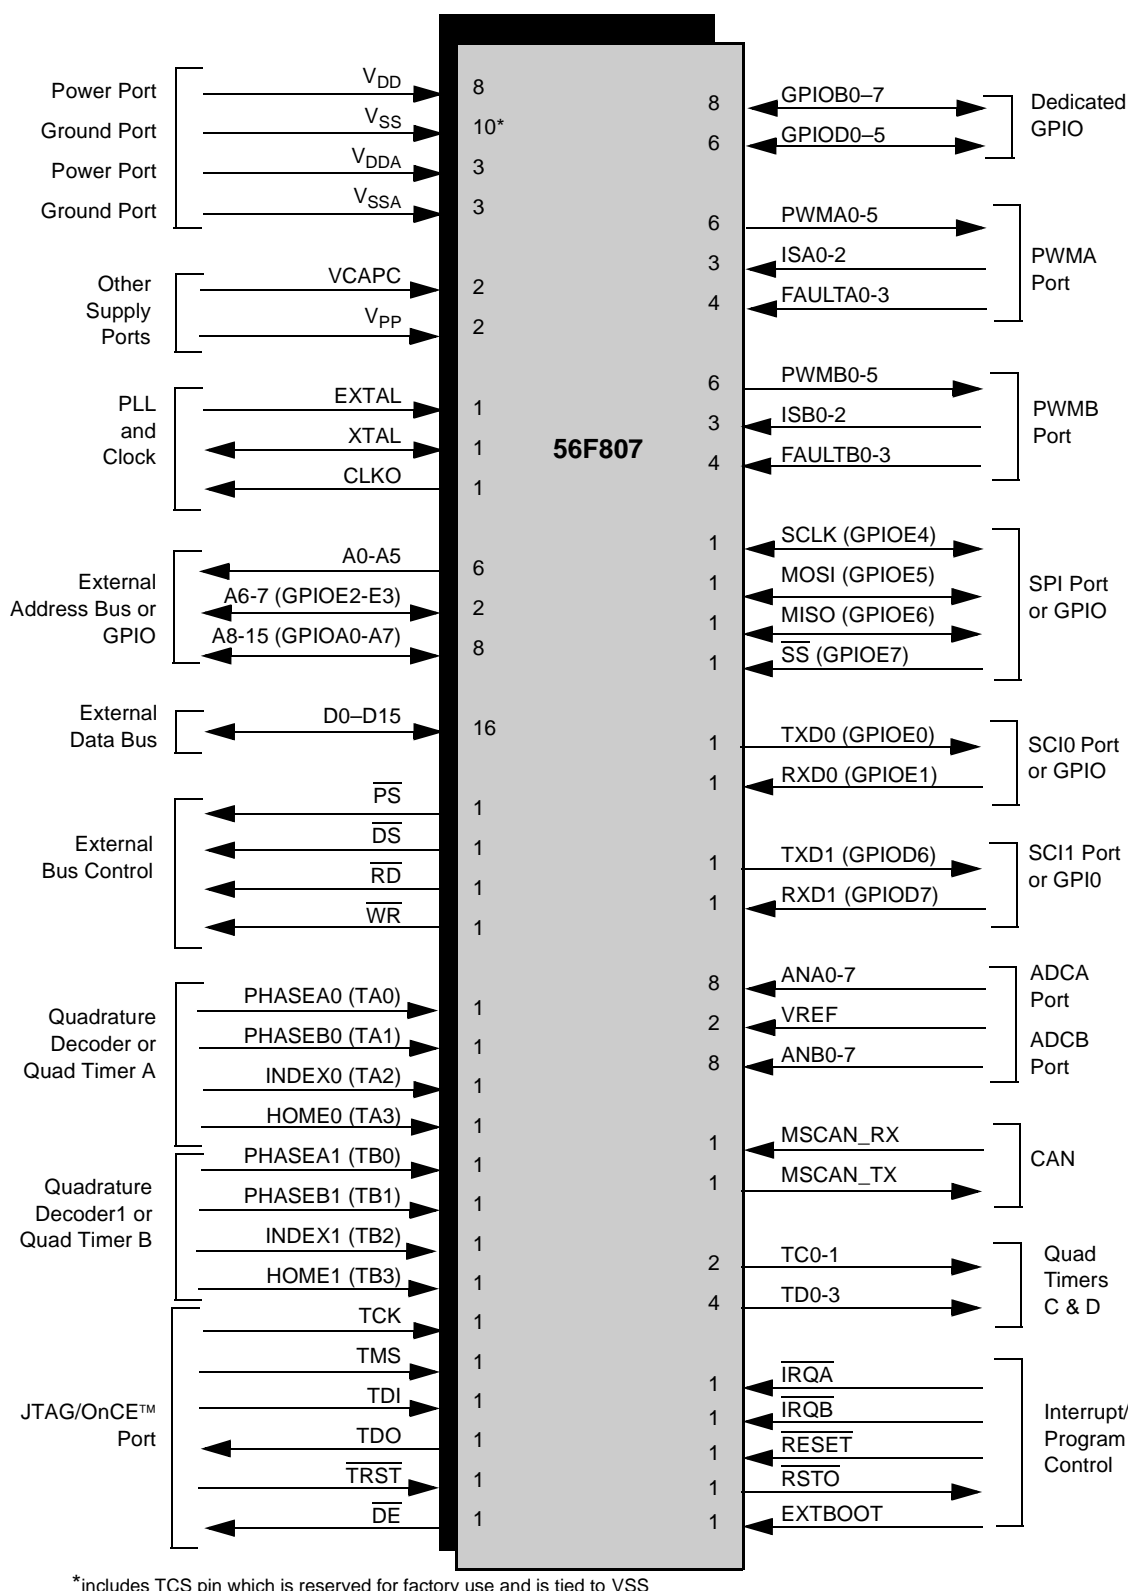 Power Port VDD 8
Ground Port VSS 10*
Power Port VDDA 3
Ground Port VSSA 3
Other
Supply
Ports
VCAPC 2
VPP 2
PLL
and
Clock
EXTAL 1
XTAL 1
CLKO 1
External
Address Bus or
GPIO
A0-A5 6
A6-7 (GPIOE2-E3) 2
A8-15 (GPIOA0-A7) 8
External
Data Bus
D0–D15 16
External
Bus Control
PS 1
DS 1
RD 1
WR 1
Quadrature
Decoder or
Quad Timer A
PHASEA0 (TA0) 1
PHASEB0 (TA1) 1
INDEX0 (TA2) 1
HOME0 (TA3) 1
Quadrature
Decoder1 or
Quad Timer B
PHASEA1 (TB0) 1
PHASEB1 (TB1) 1
INDEX1 (TB2) 1
HOME1 (TB3) 1
JTAG/OnCE™
Port
TCK 1
TMS 1
TDI 1
TDO 1
TRST 1
DE 1
56F807
8 GPIOB0–7
6 GPIOD0–5
Dedicated
GPIO
6 PWMA0-5
3 ISA0-2
4 FAULTA0-3
PWMA
Port
6 PWMB0-5
3 ISB0-2
4 FAULTB0-3
PWMB
Port
1 SCLK (GPIOE4)
1 MOSI (GPIOE5)
1 MISO (GPIOE6)
1 SS (GPIOE7)
SPI Port
or GPIO
1 TXD0 (GPIOE0)
1 RXD0 (GPIOE1)
SCI0 Port
or GPIO
1 TXD1 (GPIOD6)
1 RXD1 (GPIOD7)
SCI1 Port
or GPI0
8 ANA0-7
2 VREF
8 ANB0-7
ADCA
Port
ADCB
Port
1 MSCAN_RX
1 MSCAN_TX
CAN
2 TC0-1
4 TD0-3
Quad
Timers
C & D
1 IRQA
1 IRQB
1 RESET
1 RSTO
1 EXTBOOT
Interrupt/
Program
Control
*includes TCS pin which is reserved for factory use and is tied to VSS